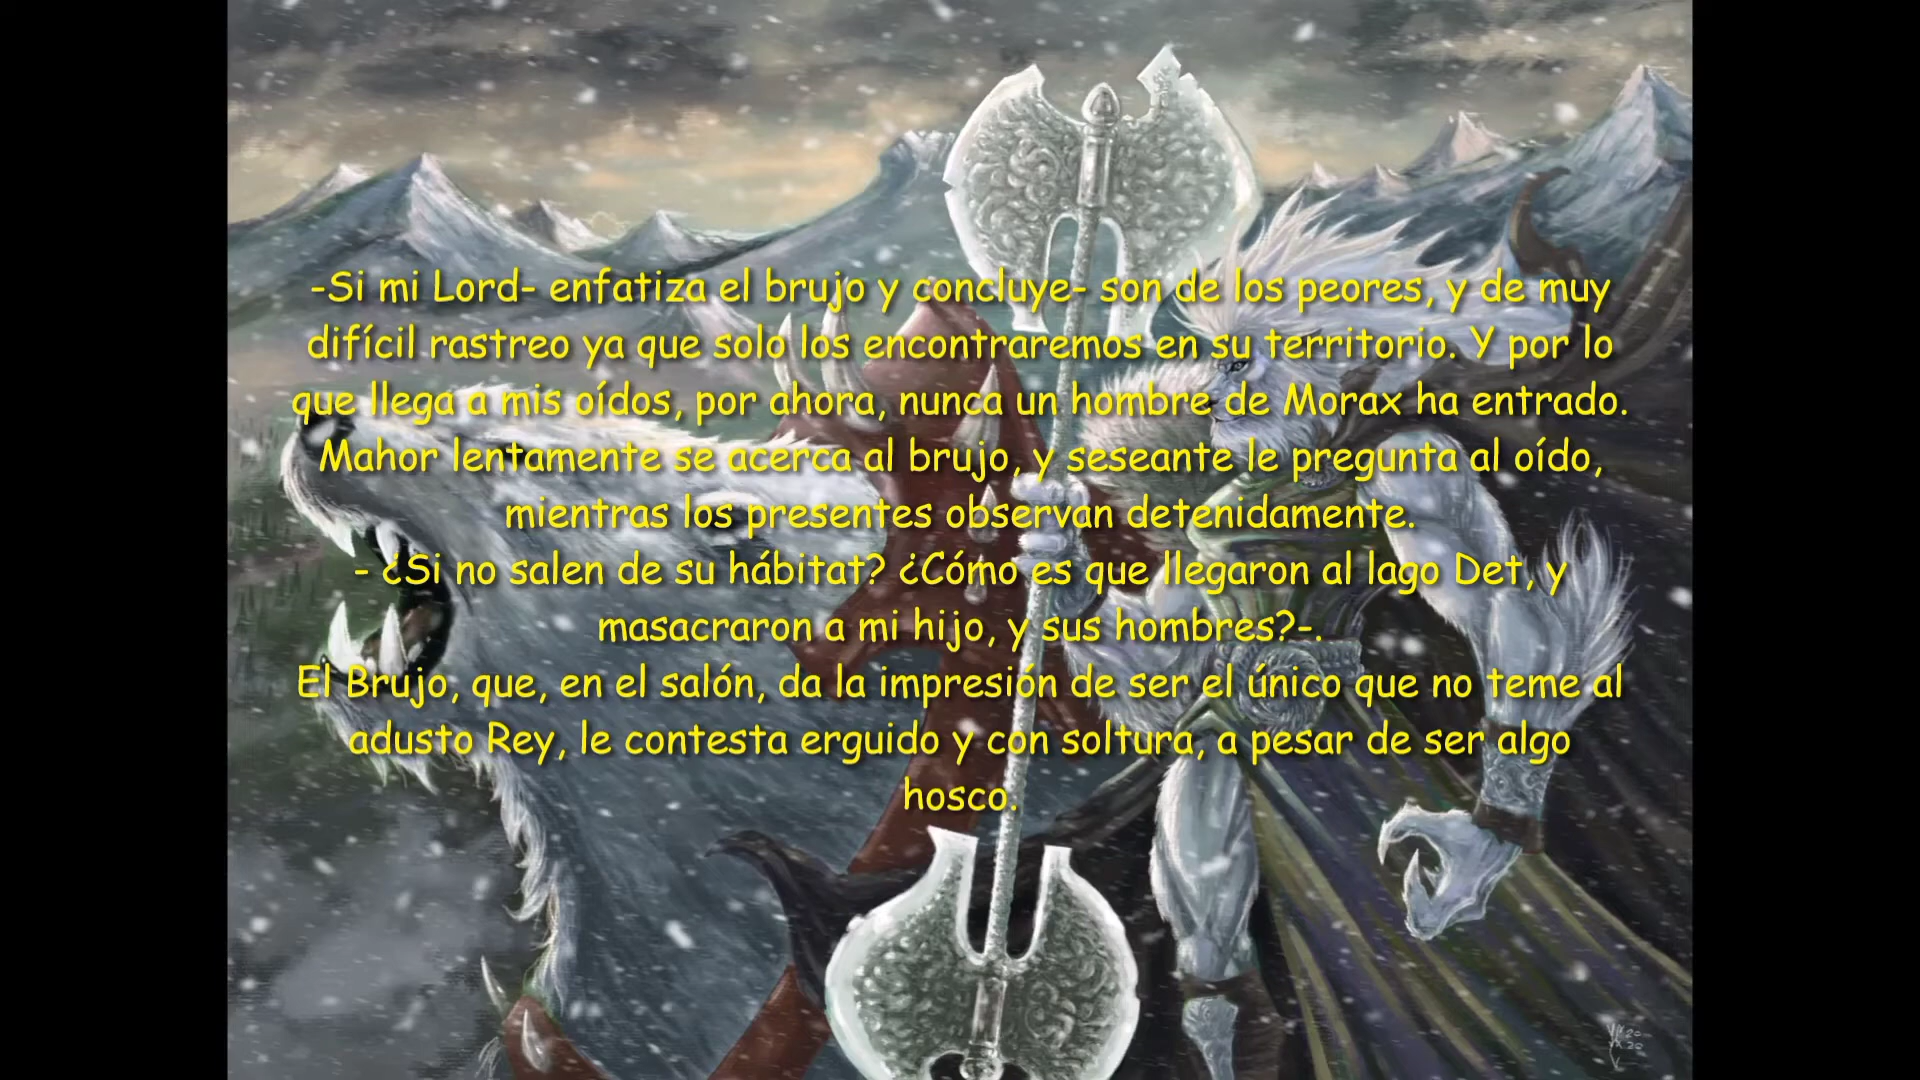 -Si mi Lord- enfatiza el brujo y concluye- son de los peores, y de muy
difícil rastreo ya que solo los encontraremos en su territorio. Y por lo
que llega a mis oídos, por ahora, nunca un hombre de Morax ha entrado.
Mahor lentamente se acerca al brujo, y seseante le pregunta al oído,
mientras los presentes observan detenidamente.
- ¿Si no salen de su hábitat? ¿Cómo es que llegaron al lago Det, y
masacraron a mi hijo, y sus hombres?-.
El Brujo, que, en el salón, da la impresión de ser el único que no teme al
adusto Rey, le contesta erguido y con soltura, a pesar de ser algo
hosco.
20
20